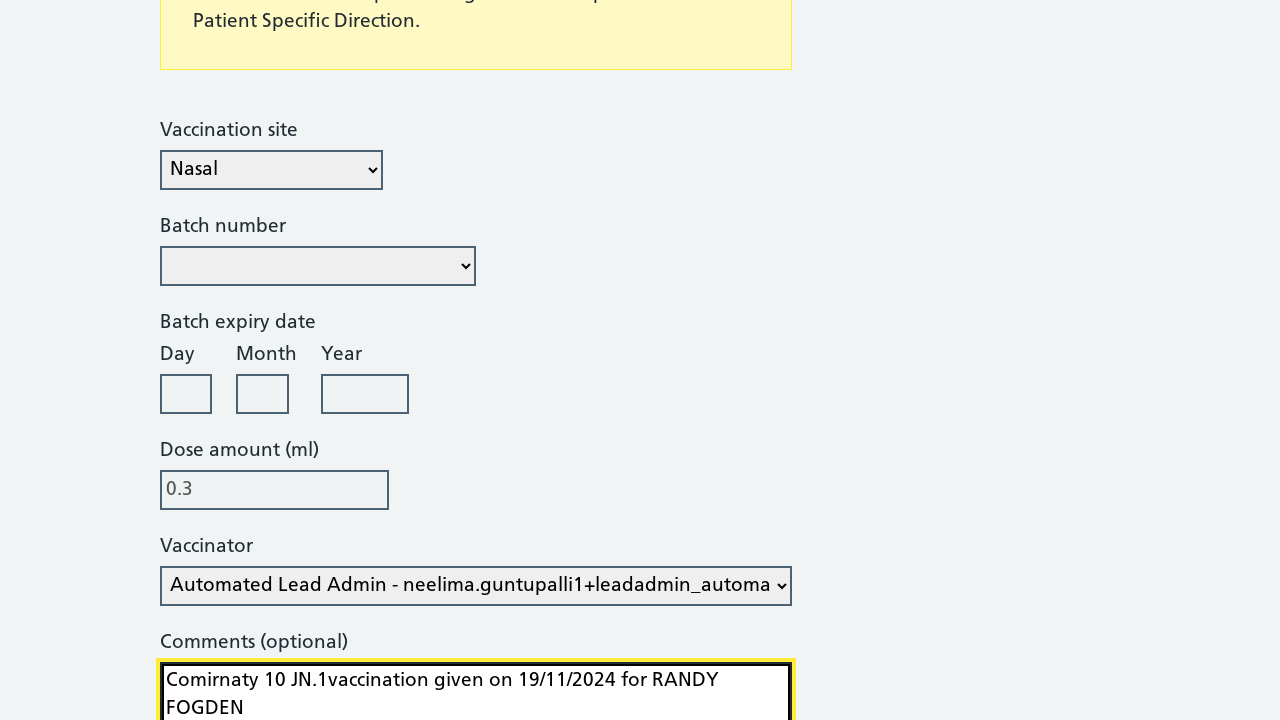 Patient Specific Direction.
Vaccination site
Nasal
Batch number
Batch expiry date
Day Month Year
Dose amount (ml)
0.3
Vaccinator
Automated Lead Admin - neelima.guntupalli1+leadadmin_automa
Comments (optional)
Comirnaty 10 JN.1vaccination given on 19/11/2024 for RANDY
FOGDEN